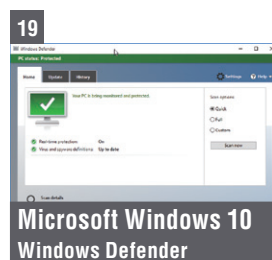 19
Windows Defender
PC status: Protected
Home Update History Settings Help
Your PC is being monitored and protected.
Scan options:
Quick
Full
Custom
Real-time protection: On
Virus and spyware definitions: Up to date
Scan now
Scan details
Microsoft Windows 10
Windows Defender